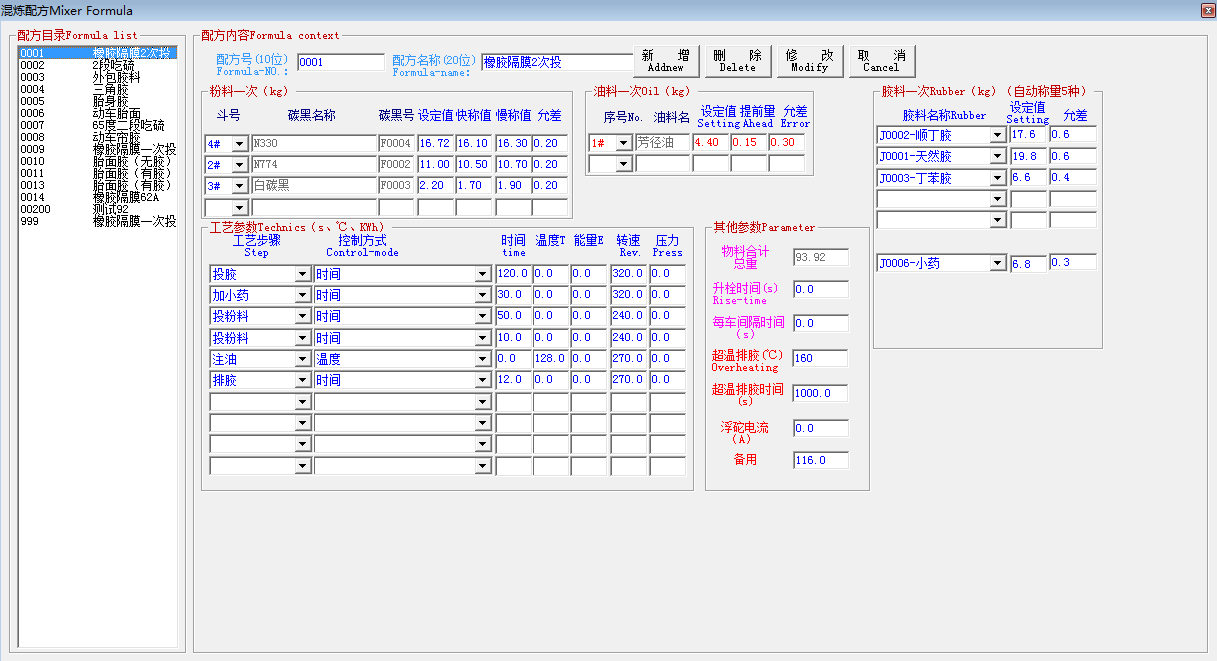 混炼配方Mixer Formula
配方目录Formula list
0001 橡胶隔膜2次投
0002 2段吃硫
0003 外包胶料
0004 三角胶
0005 胎身胶
0006 动车胎面
0007 65度二段吃硫
0008 动车帘胶
0009 橡胶隔膜一次投
0010 胎面胶（无胶）
0011 胎面胶（有胶）
0013 胎面胶（有胶）
0014 橡胶隔膜62A
00200 测试92
999 橡胶隔膜一次投
配方内容Formula context
配方号(10位)
Formula-NO.: 0001
配方名称(20位)
Formula-name: 橡胶隔膜2次投
新 增
Addnew
删 除
Delete
修 改
Modify
取 消
Cancel
粉料一次（kg）
斗号 碳黑名称 碳黑号 设定值 快称值 慢称值 允差
4# N330 F0004 16.72 16.10 16.30 0.20
2# N774 F0002 11.00 10.50 10.70 0.20
3# 白碳黑 F0003 2.20 1.70 1.90 0.20
油料一次Oil（kg）
序号No. 油料名 设定值 提前量 允差
Setting Ahead Error
1# 芳径油 4.40 0.15 0.30
胶料一次Rubber（kg）（自动称量5种）
胶料名称Rubber 设定值 允差
Setting
J0002-顺丁胶 17.6 0.6
J0001-天然胶 19.8 0.6
J0003-丁苯胶 6.6 0.4
J0006-小药 6.8 0.3
工艺参数Technics（s、℃、KWh）
工艺步骤 控制方式 时间 温度T 能量E 转速 压力
Step Control-mode time Rev. Press
投胶 时间 120.0 0.0 0.0 320.0 0.0
加小药 时间 30.0 0.0 0.0 320.0 0.0
投粉料 时间 50.0 0.0 0.0 240.0 0.0
投粉料 时间 10.0 0.0 0.0 240.0 0.0
注油 温度 0.0 128.0 0.0 270.0 0.0
排胶 时间 12.0 0.0 0.0 270.0 0.0
其他参数Parameter
物料合计
总重 93.92
升栓时间(s)
Rise-time 0.0
每车间隔时间
(s) 0.0
超温排胶(℃)
Overheating 160
超温排胶时间
(s) 1000.0
浮砣电流
(A) 0.0
备用 116.0